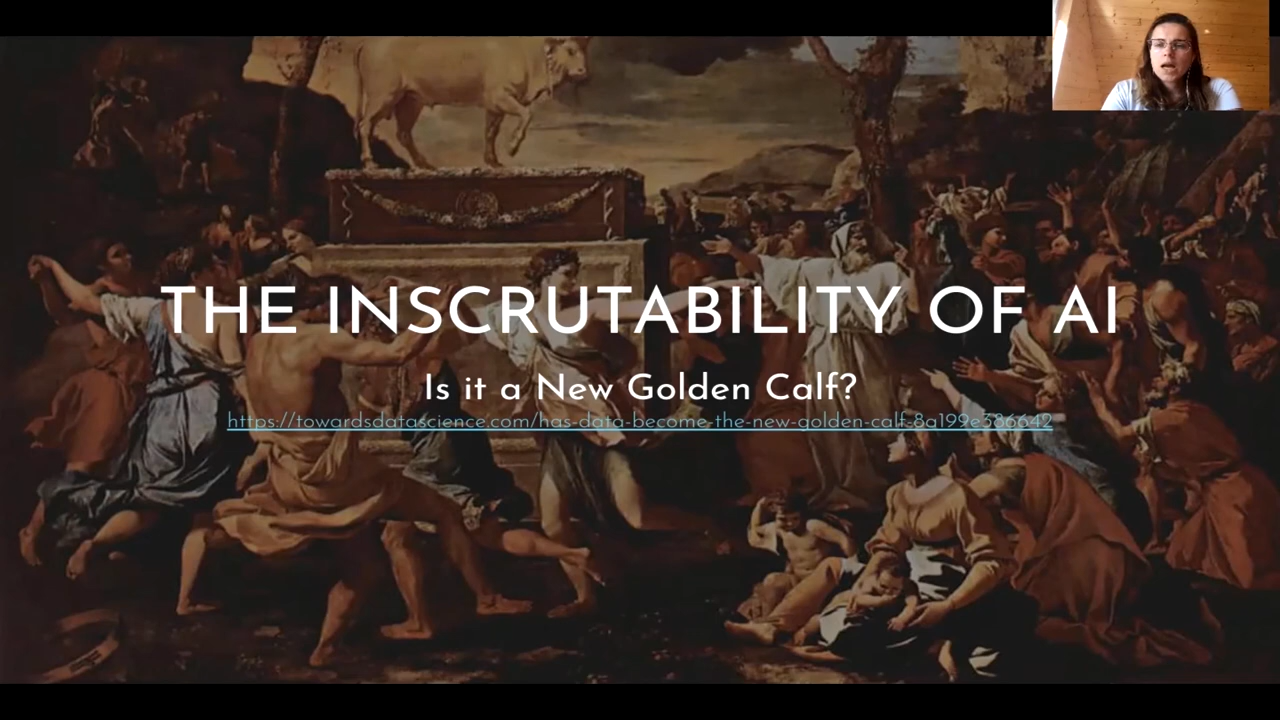 THE INSCRUTABILITY OF AI
Is it a New Golden Calf?
https://towardsdatascience.com/has-data-become-the-new-golden-calf-8a199e386642